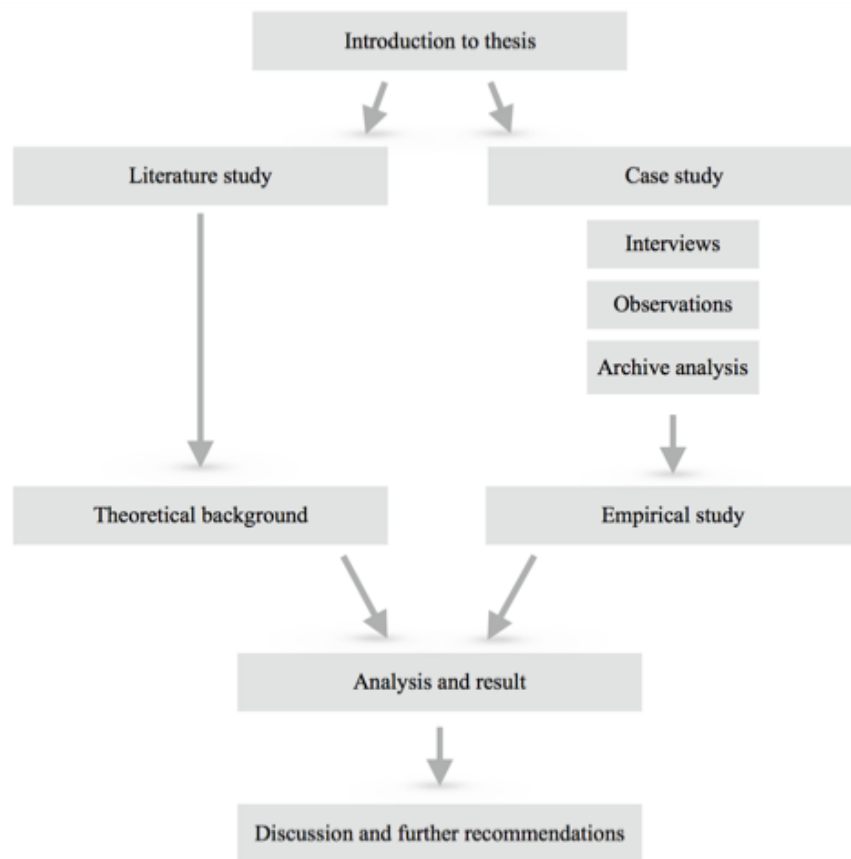 Introduction to thesis
Literature study
Case study
Interviews
Observations
Archive analysis
Theoretical background
Empirical study
Analysis and result
Discussion and further recommendations